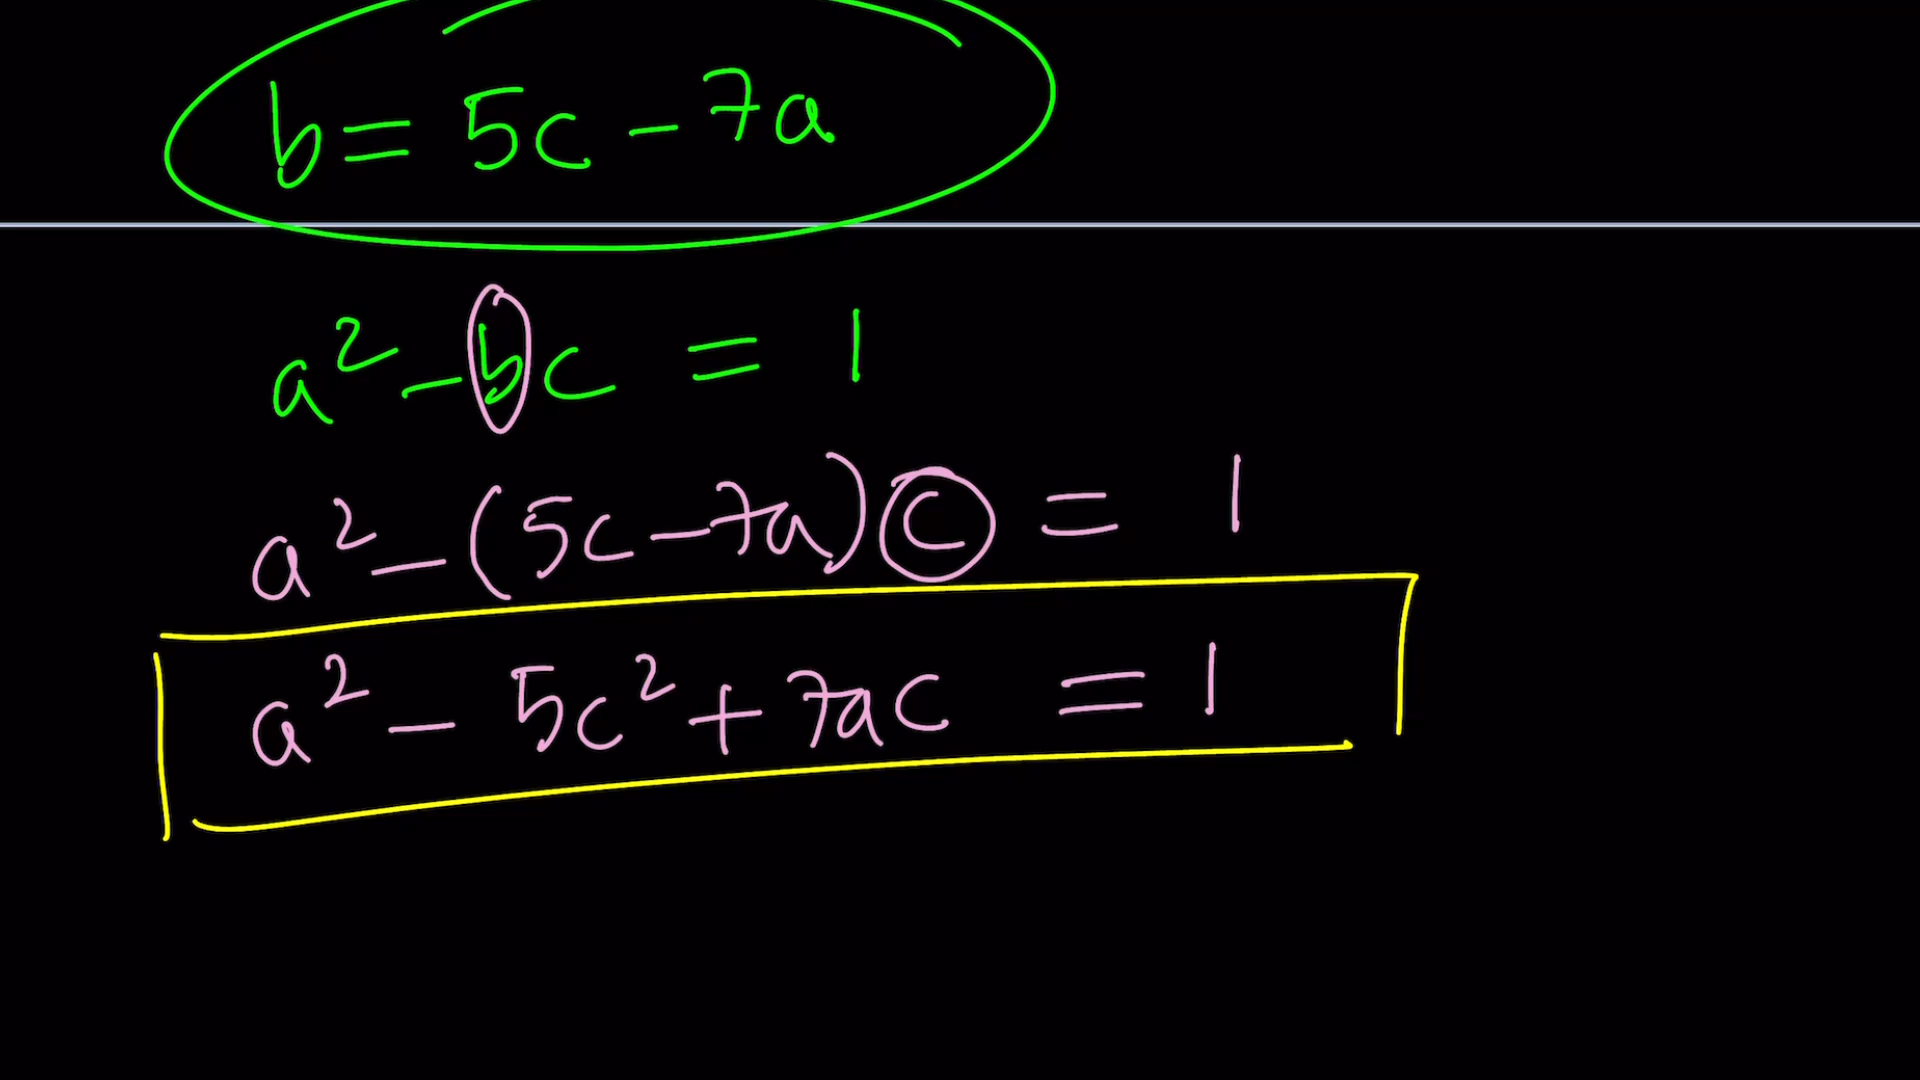 b = 5c - 7a
a² - bc = 1
a² - (5c - 7a)c = 1
a² - 5c² + 7ac = 1